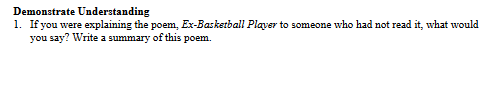 Demonstrate Understanding
1. If you were explaining the poem, Ex-Basketball Player to someone who had not read it, what would
you say? Write a summary of this poem.